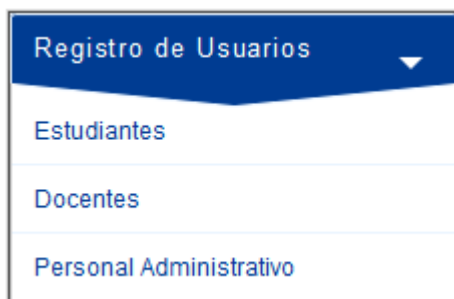 Registro de Usuarios
Estudiantes
Docentes
Personal Administrativo